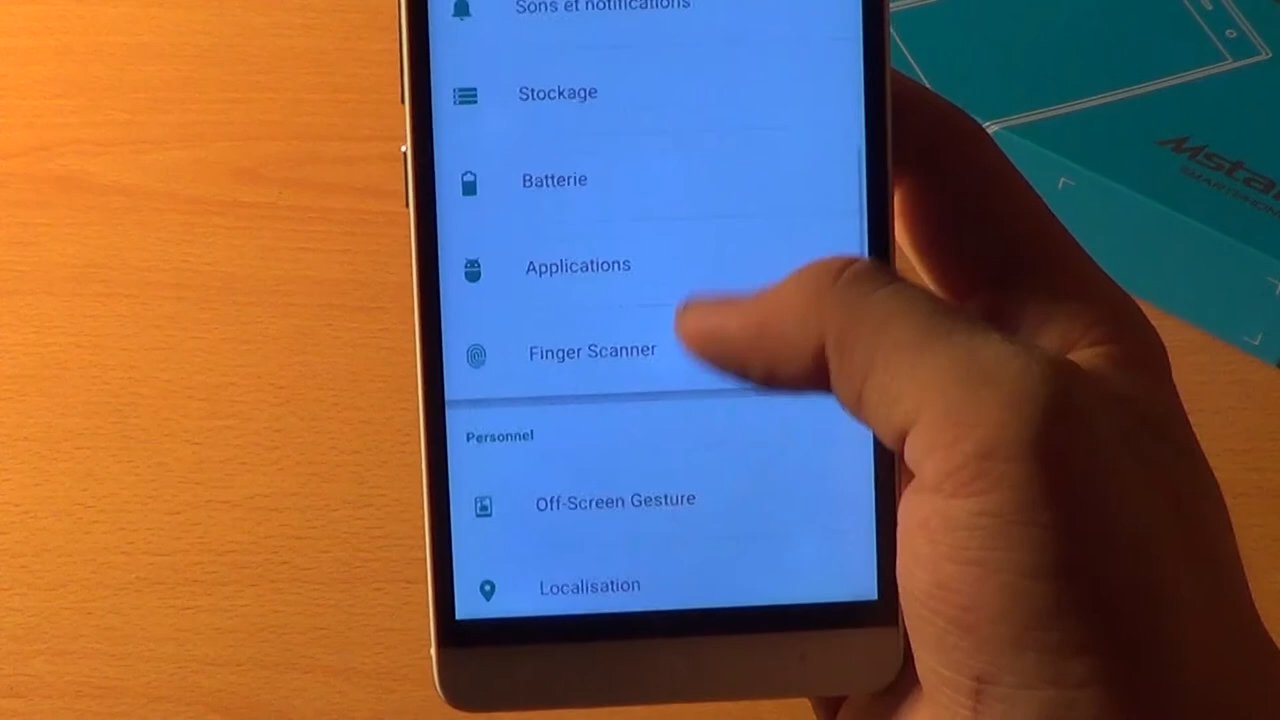 Sons et notifications
Stockage
Batterie
Applications
Finger Scanner
Personnel
Off-Screen Gesture
Localisation